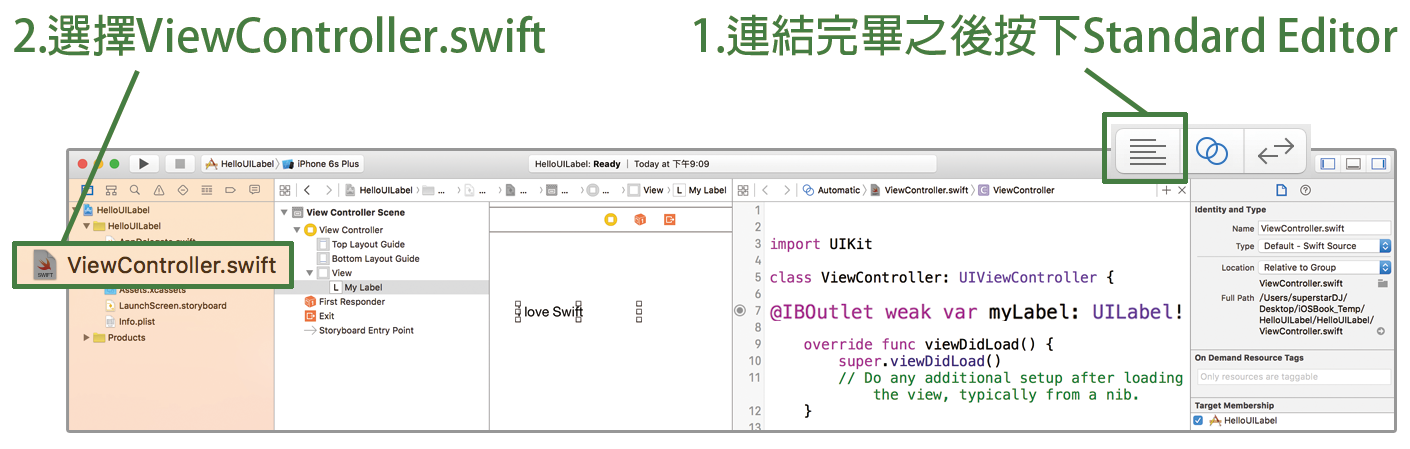 2.選擇ViewController.swift
1.連結完畢之後按下Standard Editor
HelloUILabel iPhone 6s Plus
HelloUILabel: Ready | Today at 下午9:09
HelloUILabel
HelloUILabel
AppDelegate.swift
SWIFT
ViewController.swift
Assets.xcassets
LaunchScreen.storyboard
Info.plist
Products
HelloUILabel ... ... ... ... ... View L My Label
View Controller Scene
View Controller
Top Layout Guide
Bottom Layout Guide
View
L My Label
First Responder
Exit
Storyboard Entry Point
I love Swift
Automatic ViewController.swift C ViewController
1
2
3 import UIKit
4
5 class ViewController: UIViewController {
6
7 @IBOutlet weak var myLabel: UILabel!
8
9 override func viewDidLoad() {
10 super.viewDidLoad()
11 // Do any additional setup after loading
the view, typically from a nib.
12 }
13
Identity and Type
Name ViewController.swift
Type Default - Swift Source
Location Relative to Group
ViewController.swift
Full Path /Users/superstarDJ/
Desktop/iOSBook_Temp/
HelloUILabel/HelloUILabel/
ViewController.swift
On Demand Resource Tags
Only resources are taggable
Target Membership
HelloUILabel